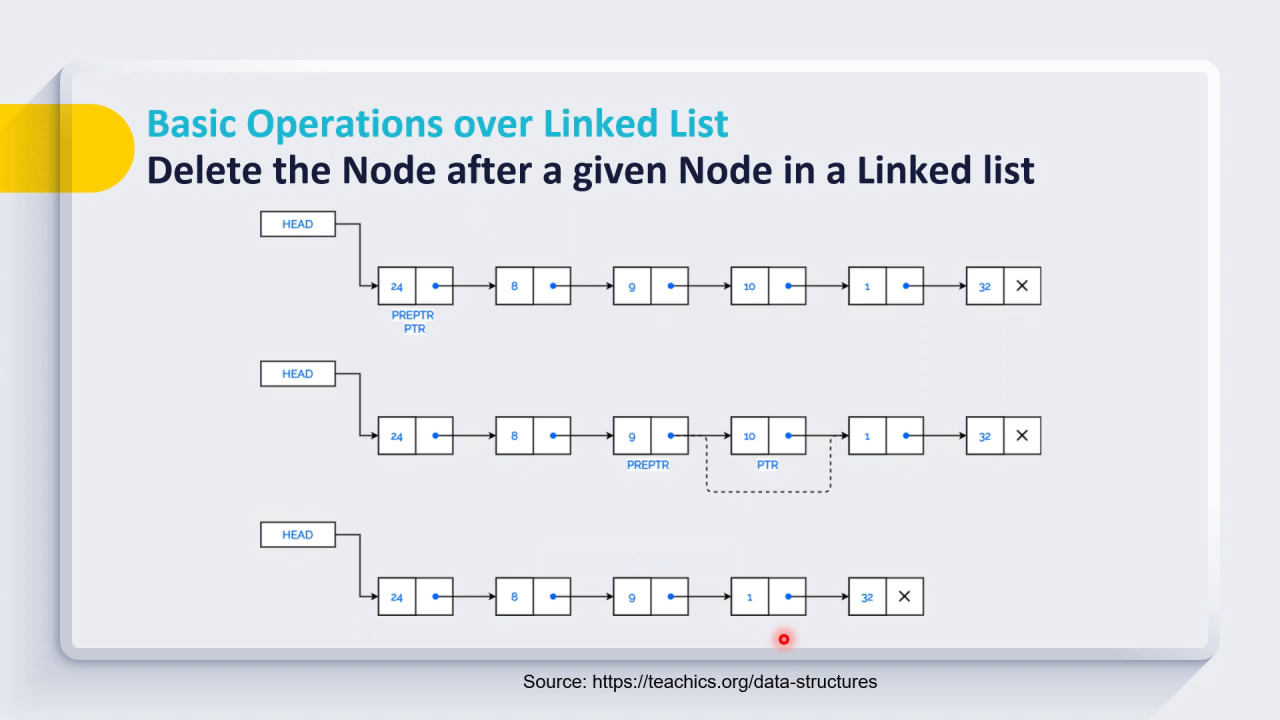 Basic Operations over Linked List
Delete the Node after a given Node in a Linked list
HEAD
24 8 9 10 1 32 X
PREPTR
PTR
HEAD
24 8 9 10 1 32 X
PREPTR PTR
HEAD
24 8 9 1 32 X
Source: https://teachics.org/data-structures